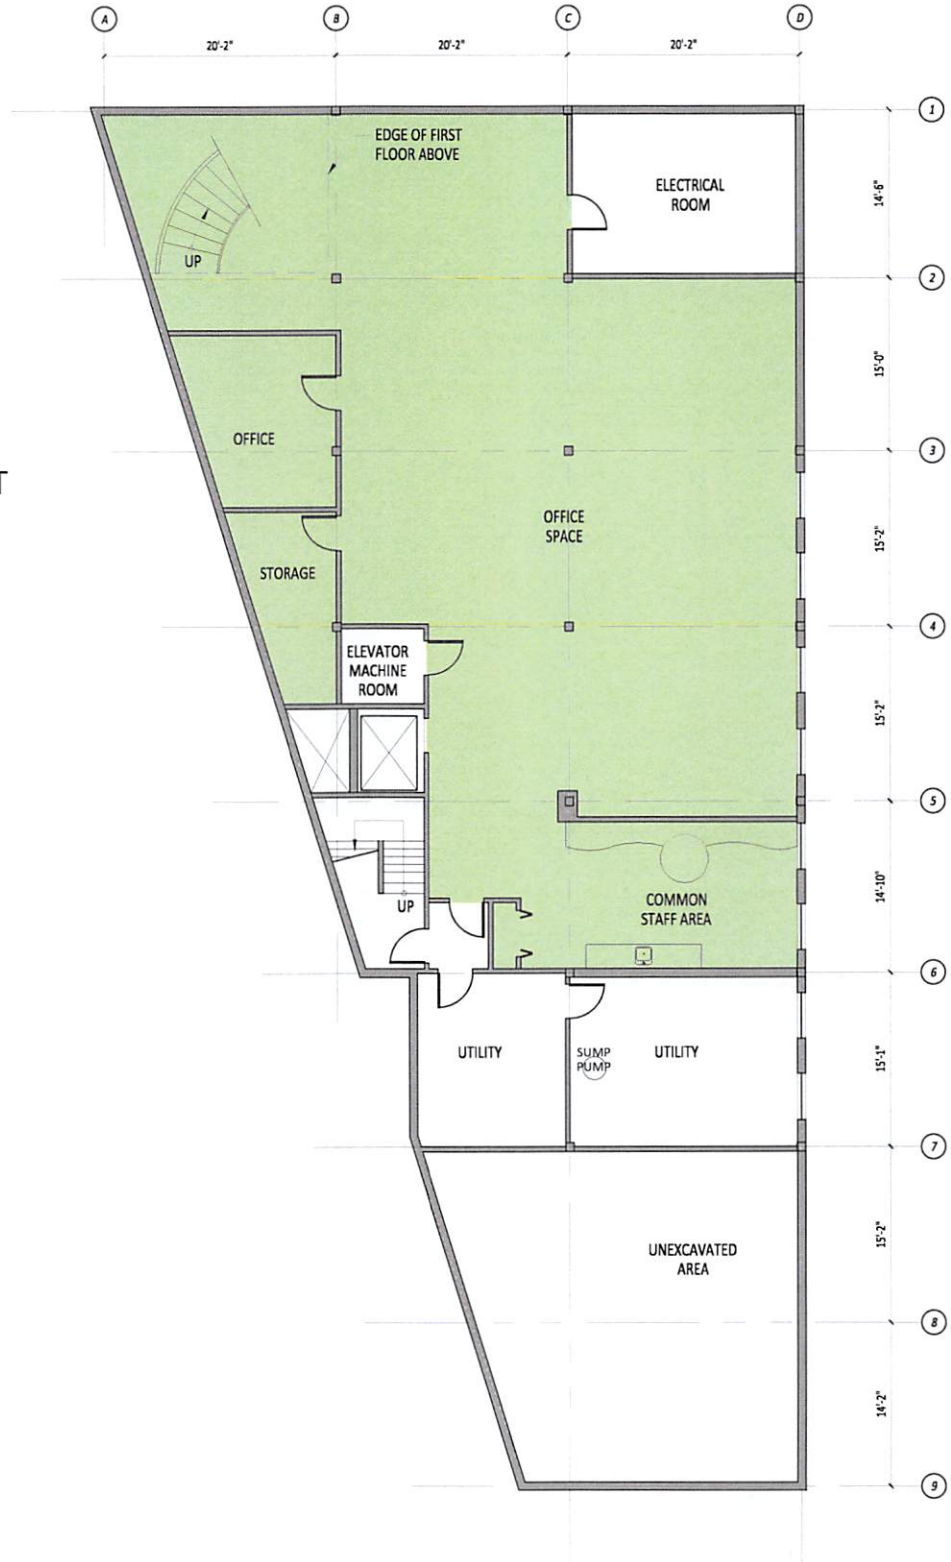 A
B
C
D
20'-2"
20'-2"
20'-2"
1
EDGE OF FIRST
FLOOR ABOVE
ELECTRICAL
ROOM
14'-6"
UP
2
15'-0"
OFFICE
3
T
OFFICE
SPACE
15'-2"
STORAGE
4
ELEVATOR
MACHINE
ROOM
15'-2"
5
14'-10"
UP
COMMON
STAFF AREA
6
UTILITY
SUMP
PUMP
UTILITY
15'-1"
7
UNEXCAVATED
AREA
15'-2"
8
14'-2"
9